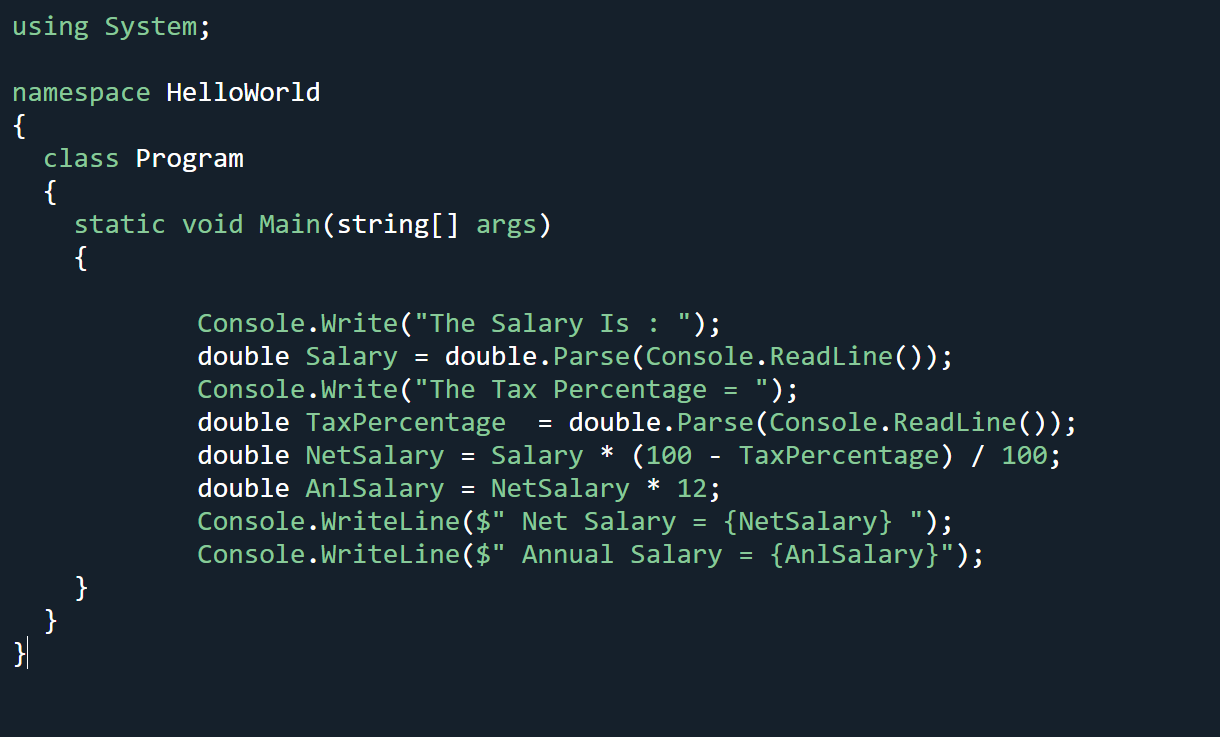 using System;
namespace HelloWorld
{
class Program
{
static void Main(string[] args)
{
Console.Write("The Salary Is : ");
double Salary = double.Parse(Console.ReadLine());
Console.Write("The Tax Percentage = ");
double TaxPercentage  = double.Parse(Console.ReadLine());
double NetSalary = Salary * (100 - TaxPercentage) / 100;
double AnlSalary = NetSalary * 12;
Console.WriteLine($" Net Salary = {NetSalary} ");
Console.WriteLine($" Annual Salary = {AnlSalary}");
}
}
}